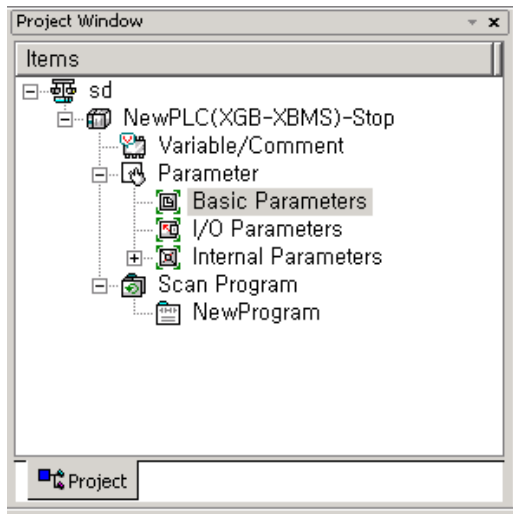 Project Window
Items
sd
NewPLC(XGB-XBMS)-Stop
Variable/Comment
Parameter
Basic Parameters
I/O Parameters
Internal Parameters
Scan Program
NewProgram
Project